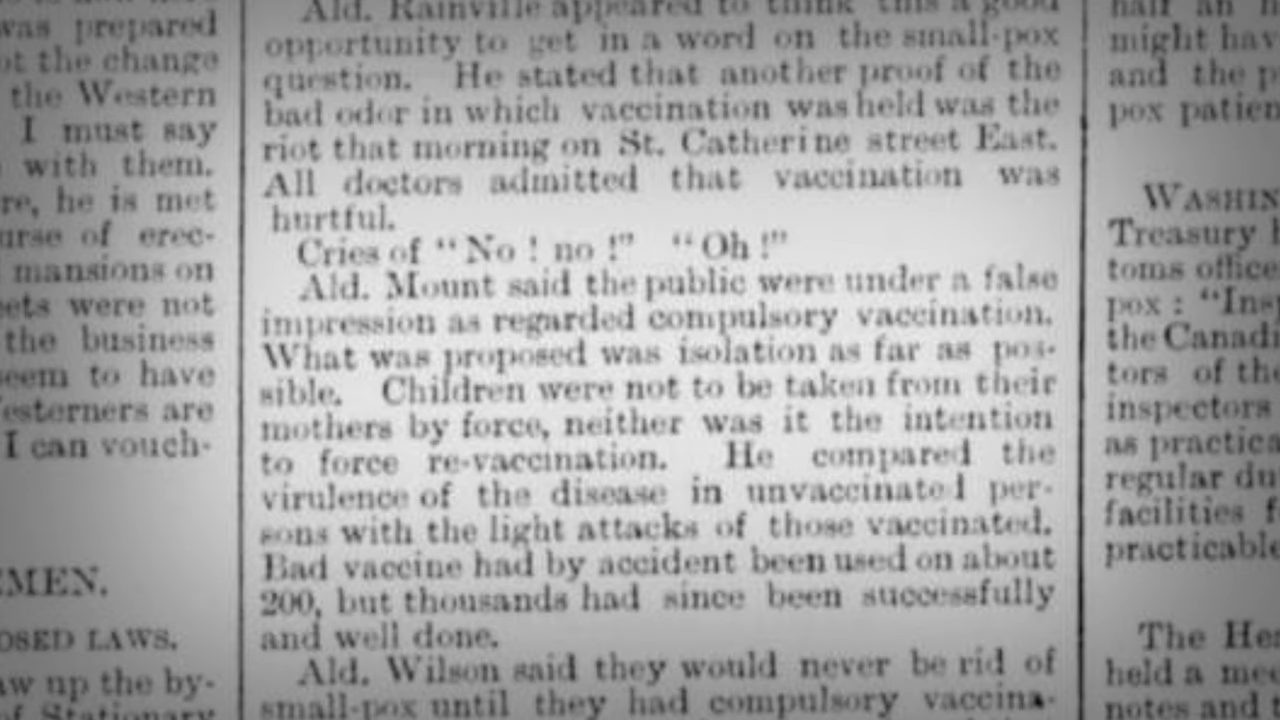 was prepared
the change
the Western
I must say
with them.
he is met
of erec-
mansions on
were not
the business
to have
are
I can vouch-
EMEN.
OSED LAWS.
up the by-
of Stationary
Ald. Rainville appeared to think this a good
opportunity to get in a word on the small-pox
question. He stated that another proof of the
bad odor in which vaccination was held was the
riot that morning on St. Catherine street East.
All doctors admitted that vaccination was
hurtful.
Cries of “No ! no !” “Oh !”
Ald. Mount said the public were under a false
impression as regarded compulsory vaccination.
What was proposed was isolation as far as pos-
sible. Children were not to be taken from their
mothers by force, neither was it the intention
to force re-vaccination. He compared the
virulence of the disease in unvaccinated per-
sons with the light attacks of those vaccinated.
Bad vaccine had by accident been used on about
200, but thousands had since been successfully
and well done.
Ald. Wilson said they would never be rid of
small-pox until they had compulsory vaccina-
half an
might hav
and the p
pox patien
WASHIN
Treasury
toms office
pox : “Ins
the Canadi
tors of the
inspectors
as practica
regular du
facilities f
practicable
The Hea
held a mee
notes and